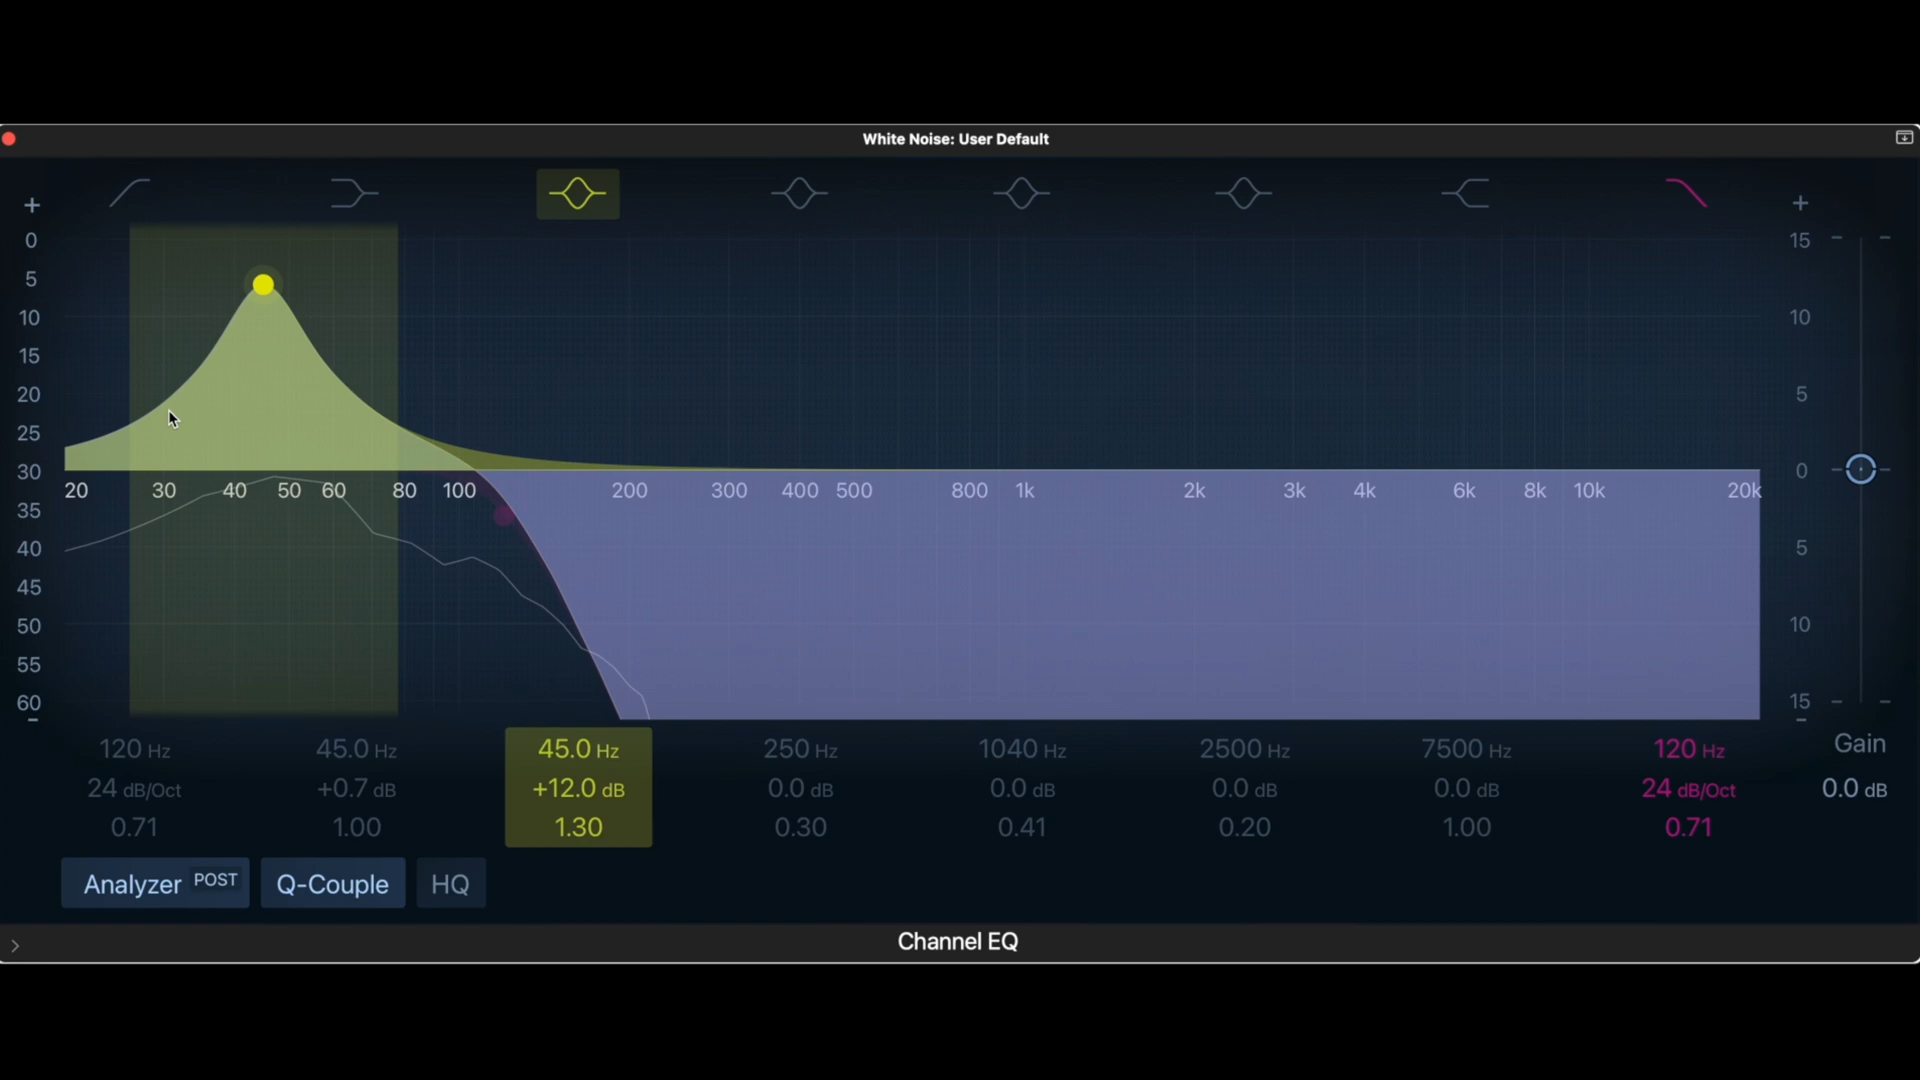 White Noise: User Default
+ +
0 15
5
10 10
15
20 5
25
30 0
20 30 40 50 60 80 100 200 300 400 500 800 1k 2k 3k 4k 6k 8k 10k 20k
35
40 5
45
50 10
55
60 15
120 Hz 45.0 Hz 45.0 Hz 250 Hz 1040 Hz 2500 Hz 7500 Hz 120 Hz Gain
24 dB/Oct +0.7 dB +12.0 dB 0.0 dB 0.0 dB 0.0 dB 0.0 dB 24 dB/Oct 0.0 dB
0.71 1.00 1.30 0.30 0.41 0.20 1.00 0.71
Analyzer POST Q-Couple HQ
Channel EQ